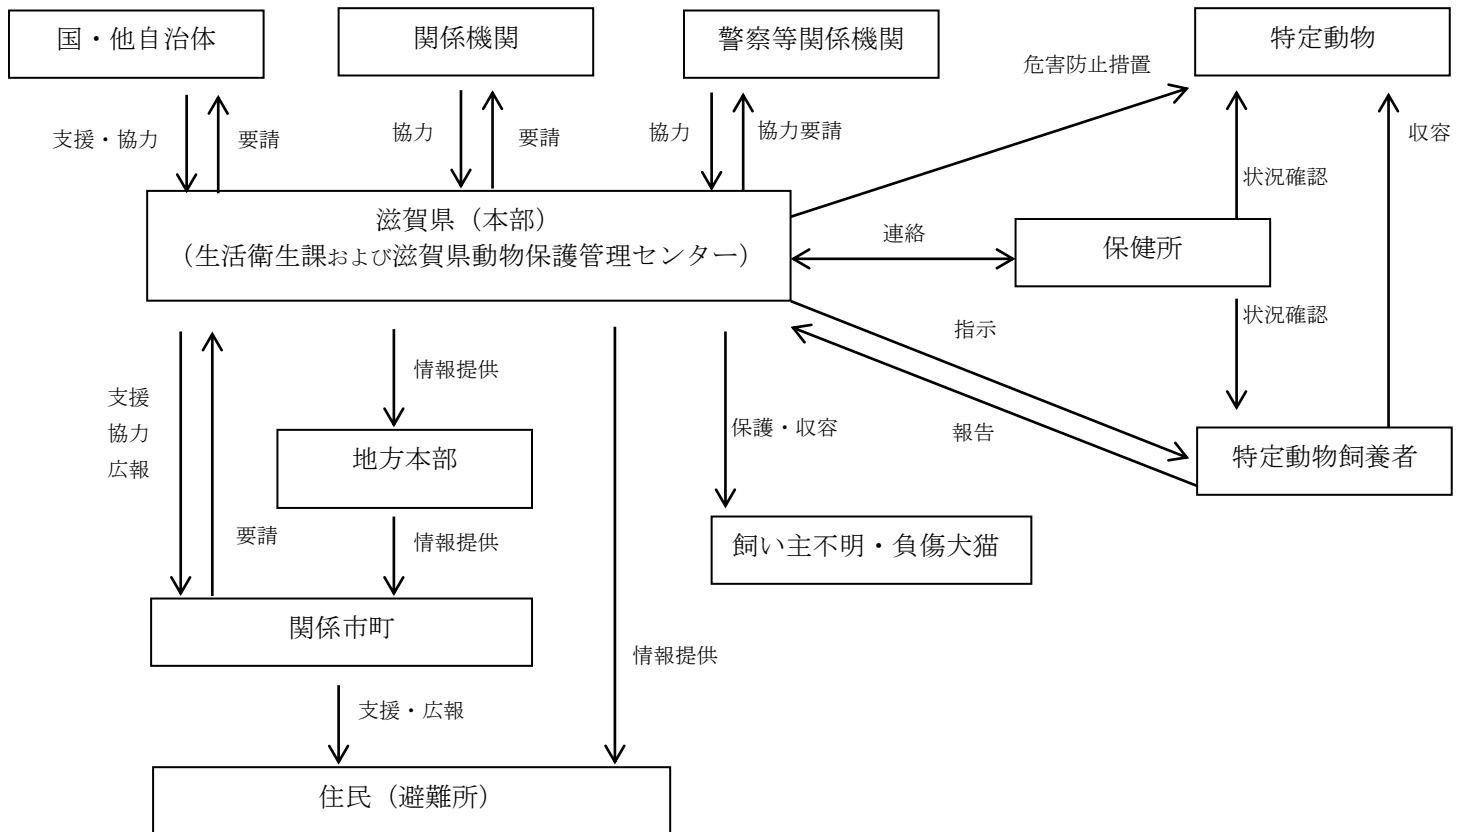 国・他自治体
関係機関
警察等関係機関
特定動物
危害防止措置
支援・協力
要請
協力
要請
協力
協力要請
収容
状況確認
滋賀県（本部）
（生活衛生課および滋賀県動物保護管理センター）
連絡
保健所
状況確認
指示
報告
情報提供
支援
協力
広報
保護・収容
地方本部
特定動物飼養者
要請
情報提供
飼い主不明・負傷犬猫
関係市町
情報提供
支援・広報
住民（避難所）